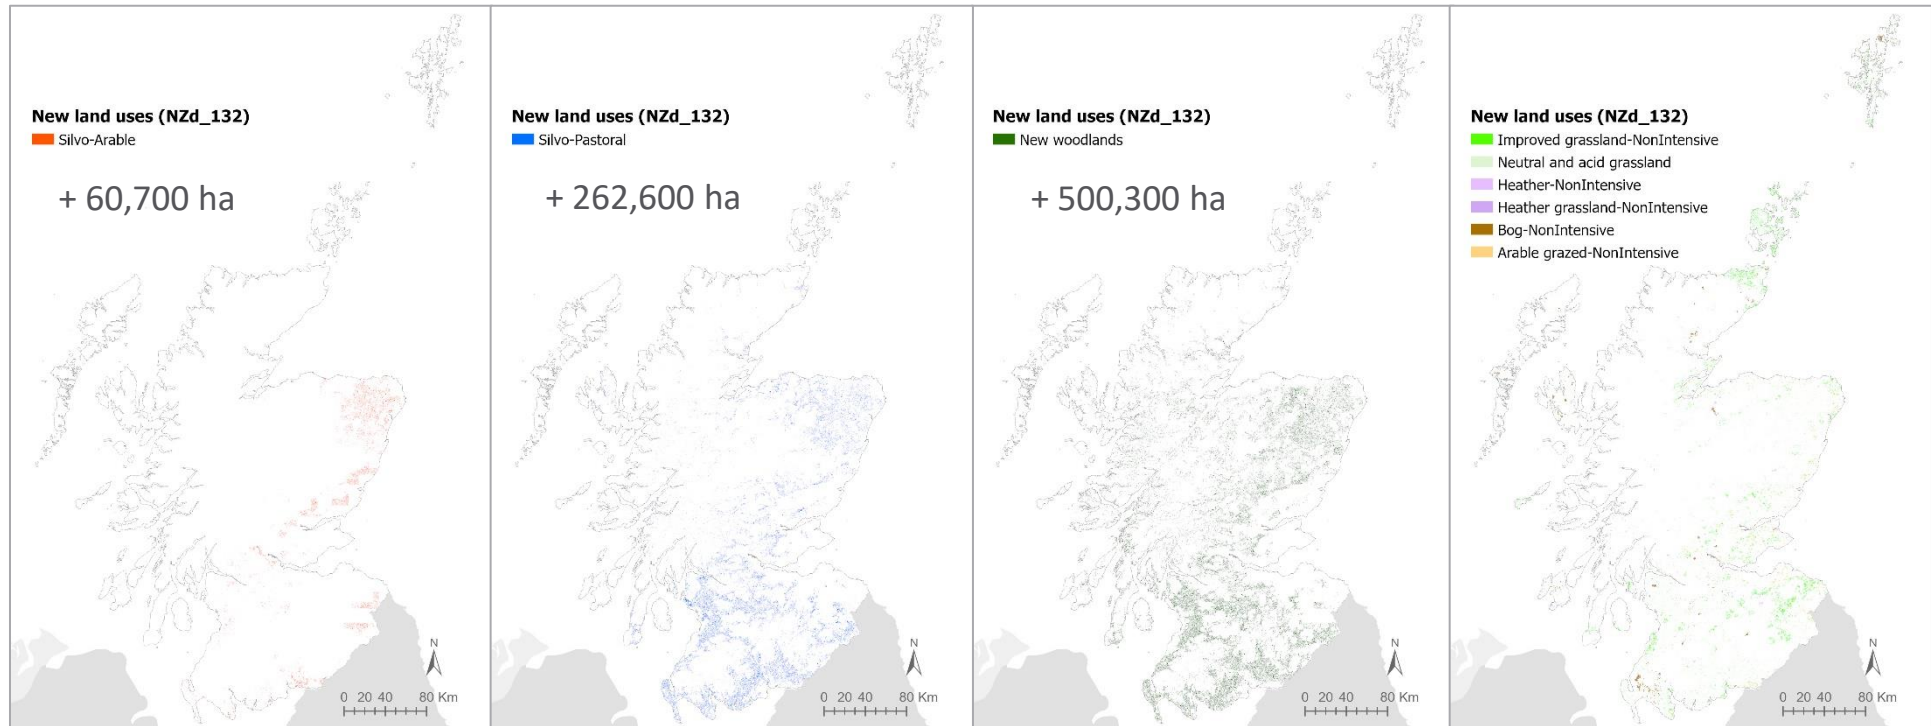 New land uses (NZd_132)
Silvo-Arable
+ 60,700 ha
N
0 20 40 80 Km
New land uses (NZd_132)
Silvo-Pastoral
+ 262,600 ha
N
0 20 40 80 Km
New land uses (NZd_132)
New woodlands
+ 500,300 ha
N
0 20 40 80 Km
New land uses (NZd_132)
Improved grassland-NonIntensive
Neutral and acid grassland
Heather-NonIntensive
Heather grassland-NonIntensive
Bog-NonIntensive
Arable grazed-NonIntensive
N
0 20 40 80 Km